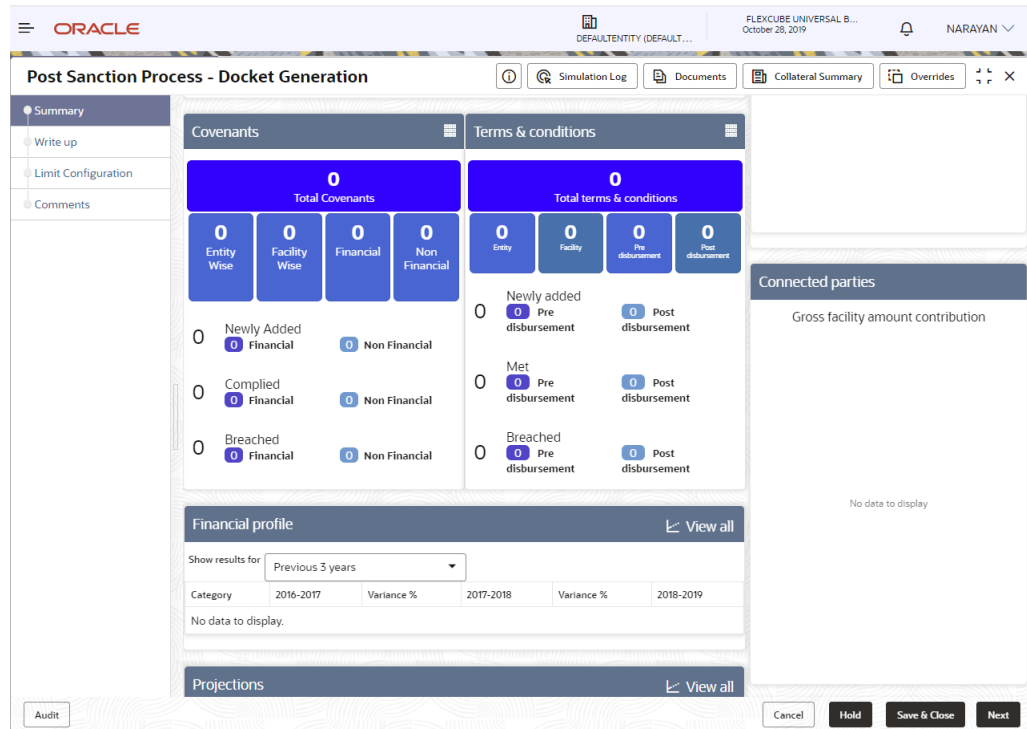 ORACLE
DEFAULTENTITY (DEFAULT...
FLEXCUBE UNIVERSAL B...
October 28, 2019
NARAYAN
Post Sanction Process - Docket Generation
Simulation Log
Documents
Collateral Summary
Overrides
Summary
Write up
Limit Configuration
Comments
Covenants
0
Total Covenants
0
Entity
Wise
0
Facility
Wise
0
Financial
0
Non
Financial
0
Newly Added
0 Financial
0 Non Financial
0
Complied
0 Financial
0 Non Financial
0
Breached
0 Financial
0 Non Financial
Terms & conditions
0
Total terms & conditions
0
Entity
0
Facility
0
Pre
disbursement
0
Post
disbursement
0
Newly added
0 Pre
disbursement
0 Post
disbursement
0
Met
0 Pre
disbursement
0 Post
disbursement
0
Breached
0 Pre
disbursement
0 Post
disbursement
Connected parties
Gross facility amount contribution
No data to display
Financial profile
View all
Show results for
Previous 3 years
Category 2016-2017 Variance % 2017-2018 Variance % 2018-2019
No data to display.
Projections
View all
Audit
Cancel
Hold
Save & Close
Next